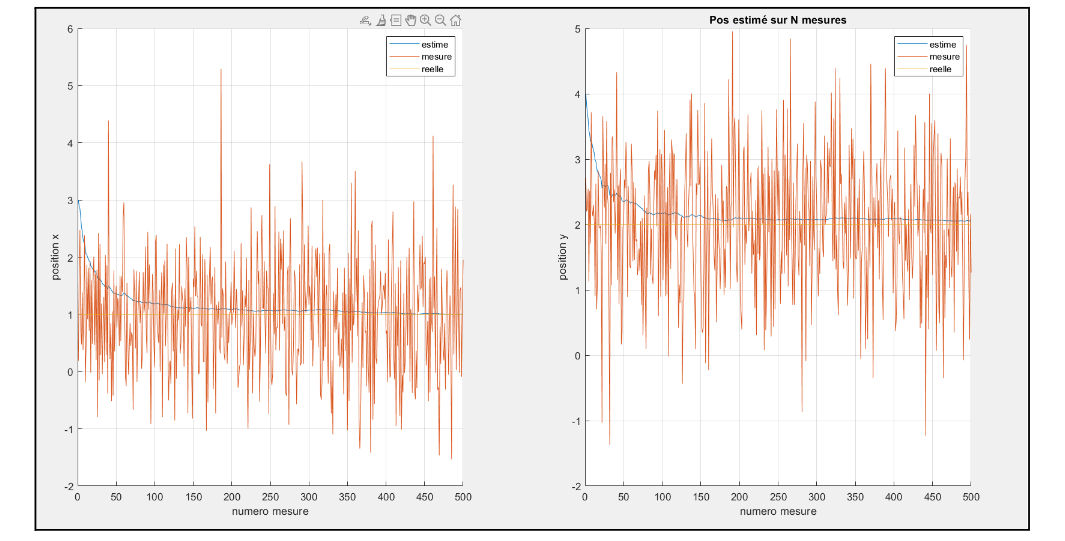 6
5
4
3
2
1
0
-1
-2
position x
0 50 100 150 200 250 300 350 400 450 500
numero mesure
estime
mesure
reelle
Pos estimé sur N mesures
5
4
3
2
1
0
-1
-2
position y
0 50 100 150 200 250 300 350 400 450 500
numero mesure
estime
mesure
reelle